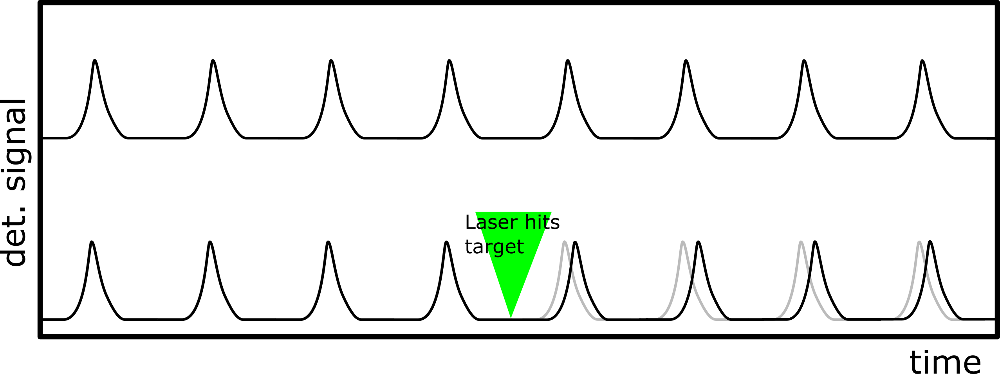 det. signal
Laser hits
target
time